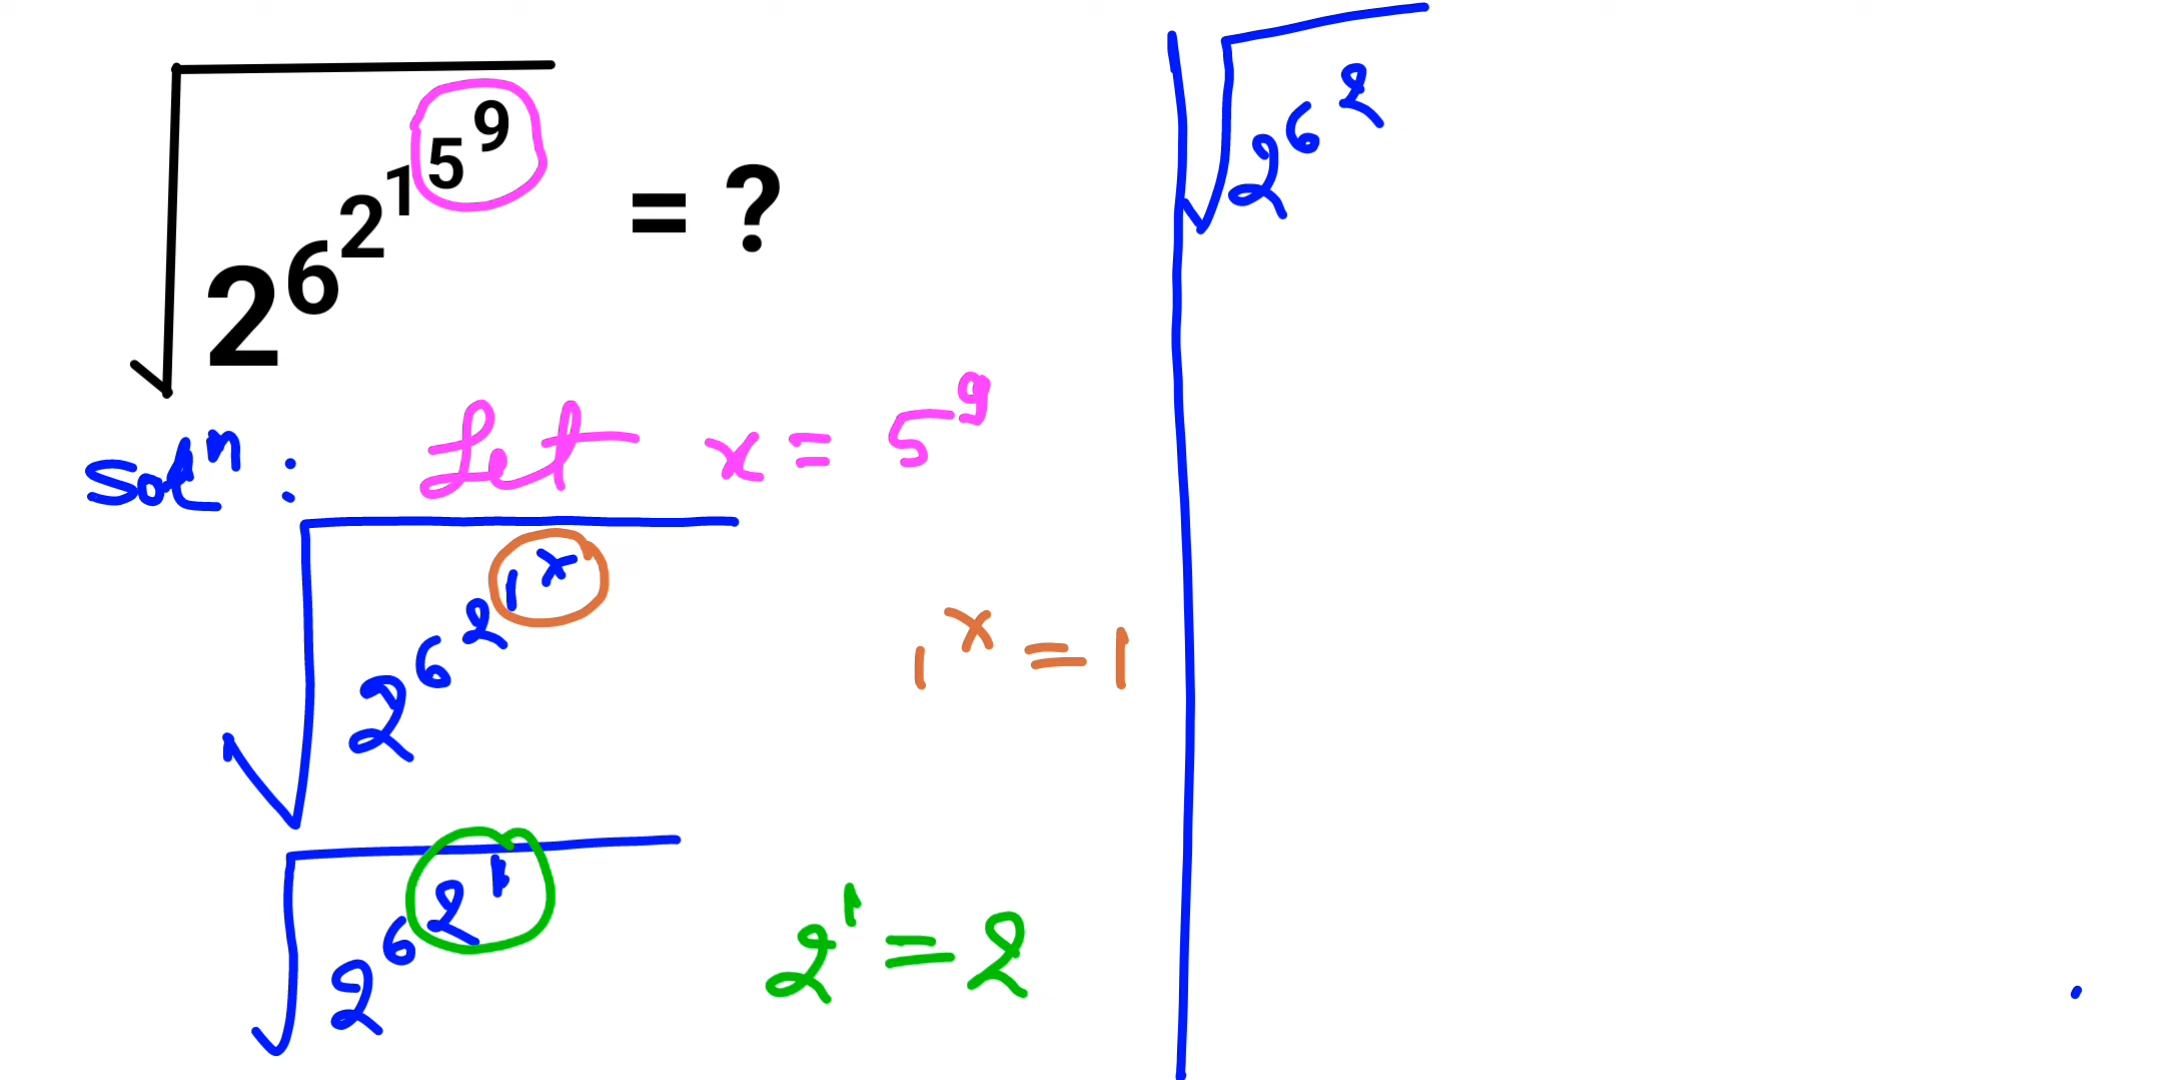 √2^6^2^1^5^9 = ?
Solⁿ : Let x = 5^9
√2^6^2^1^x
1^x = 1
√2^6^2^1
2^1 = 2
√2^6^2